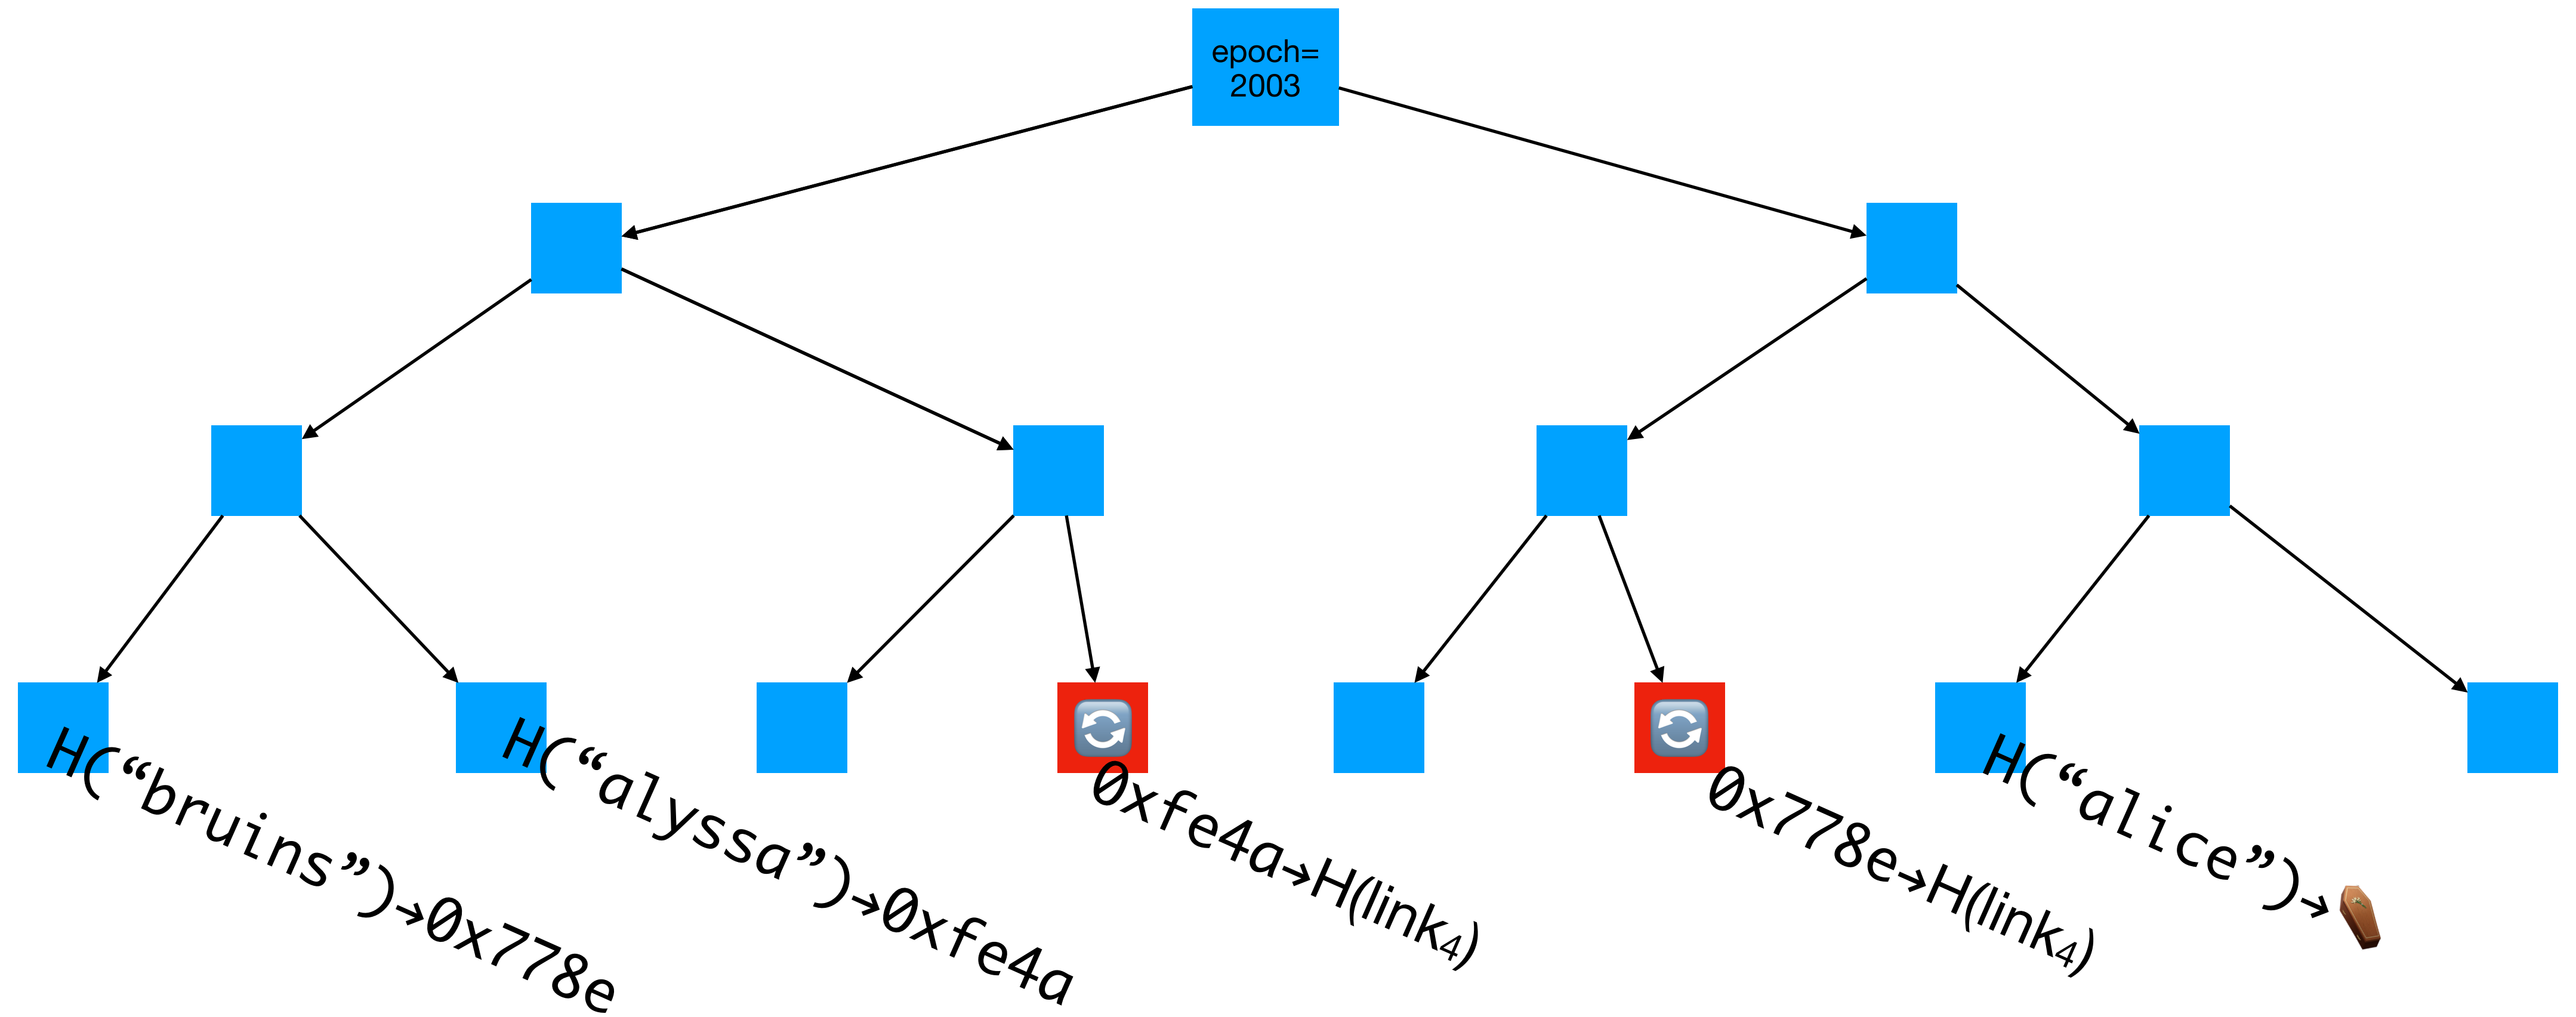 epoch=
2003
H(“bruins”)→0x778e
H(“alyssa”)→0xfe4a
0xfe4a→H(link₄)
0x778e→H(link₄)
H(“alice”)→⚰️